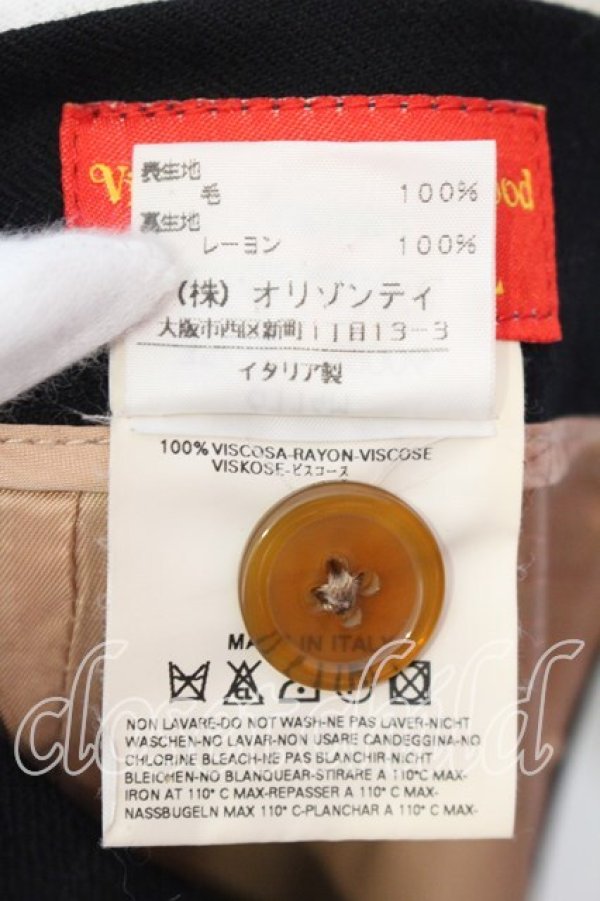 表生地
毛 100%
裏生地
レーヨン 100%
(株) オリゾンティ
大阪市西区新町1丁目13-3
イタリア製
100% VISCOSA-RAYON-VISCOSE
VISKOSE-ビスコース
IN ITALY
NON LAVARE-DO NOT WASH-NE PAS LAVER-NICHT
WASCHEN-NO LAVAR-NON USARE CANDEGGINA-NO
CHLORINE BLEACH-NE PAS BLANCHIR-NICHT
BLEICHEN-NO BLANQUEAR-STIRARE A 110°C MAX-
IRON AT 110° C MAX-REPASSER A 110° C MAX-
NASSBUGELN MAX 110° C-PLANCHAR A 110° C MAX
closetchild